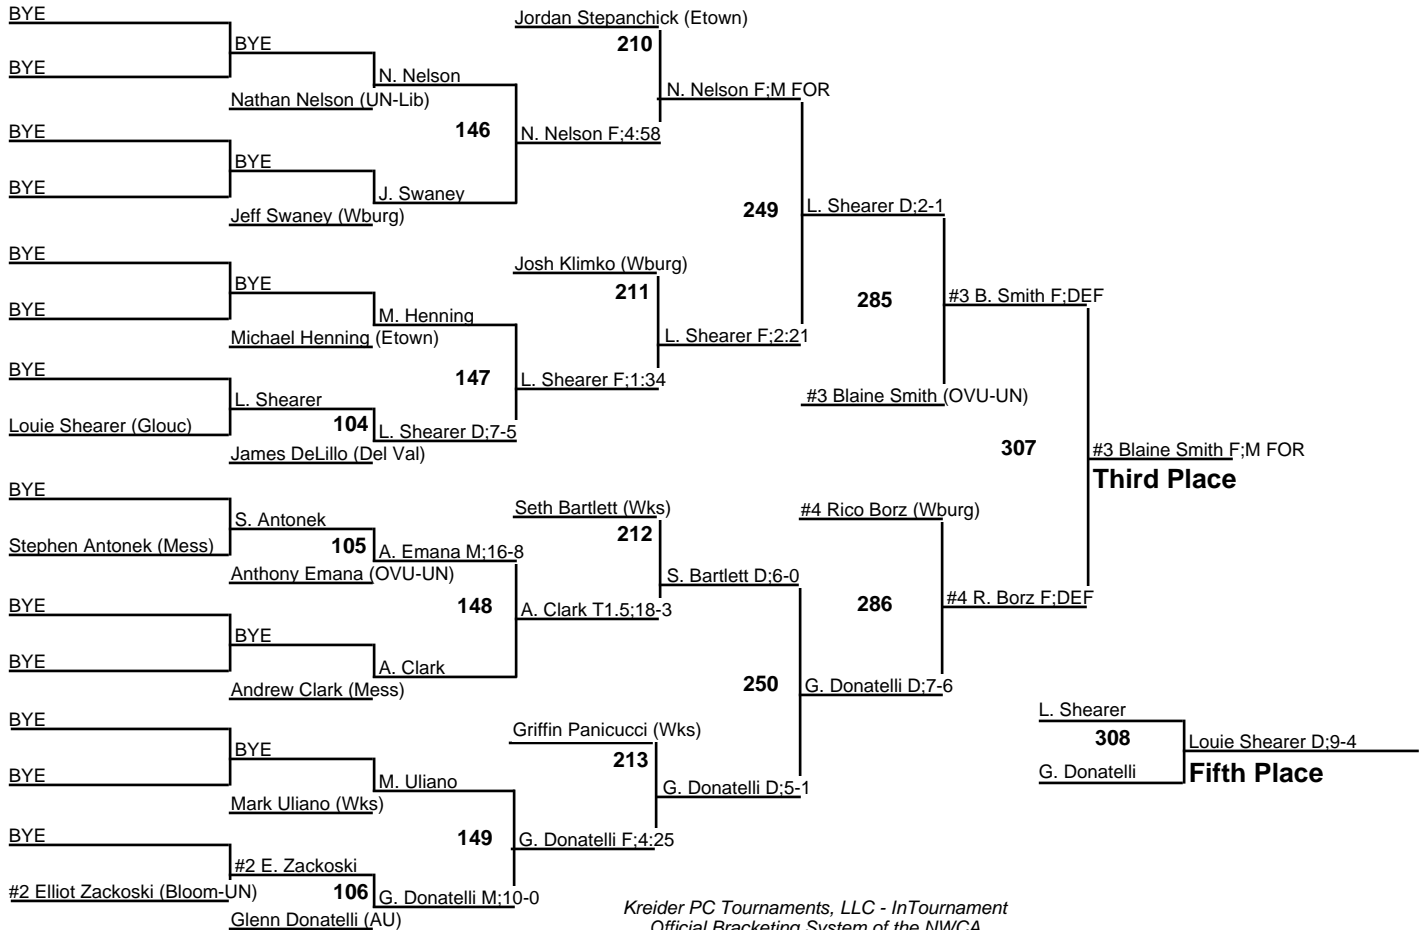 BYE
BYE
BYE
N. Nelson
Nathan Nelson (UN-Lib)
BYE
BYE
BYE
J. Swaney
Jeff Swaney (Wburg)
146
N. Nelson F;4:58
Jordan Stepanchick (Etown)
210
N. Nelson F;M FOR
BYE
BYE
BYE
M. Henning
Michael Henning (Etown)
BYE
Louie Shearer (Glouc)
L. Shearer
104
L. Shearer D;7-5
James DeLillo (Del Val)
147
L. Shearer F;1:34
Josh Klimko (Wburg)
211
L. Shearer F;2:21
249
L. Shearer D;2-1
285
#3 B. Smith F;DEF
#3 Blaine Smith (OVU-UN)
BYE
Stephen Antonek (Mess)
S. Antonek
105
A. Emana M;16-8
Anthony Emana (OVU-UN)
BYE
BYE
BYE
A. Clark
Andrew Clark (Mess)
148
A. Clark T1.5;18-3
Seth Bartlett (Wks)
212
S. Bartlett D;6-0
BYE
BYE
BYE
M. Uliano
Mark Uliano (Wks)
BYE
#2 Elliot Zackoski (Bloom-UN)
#2 E. Zackoski
106
G. Donatelli M;10-0
Glenn Donatelli (AU)
149
G. Donatelli F;4:25
Griffin Panicucci (Wks)
213
G. Donatelli D;5-1
250
G. Donatelli D;7-6
#4 Rico Borz (Wburg)
286
#4 R. Borz F;DEF
307
#3 Blaine Smith F;M FOR
Third Place
L. Shearer
308
G. Donatelli
Louie Shearer D;9-4
Fifth Place
Kreider PC Tournaments, LLC - InTournament
Official Bracketing System of the NWCA